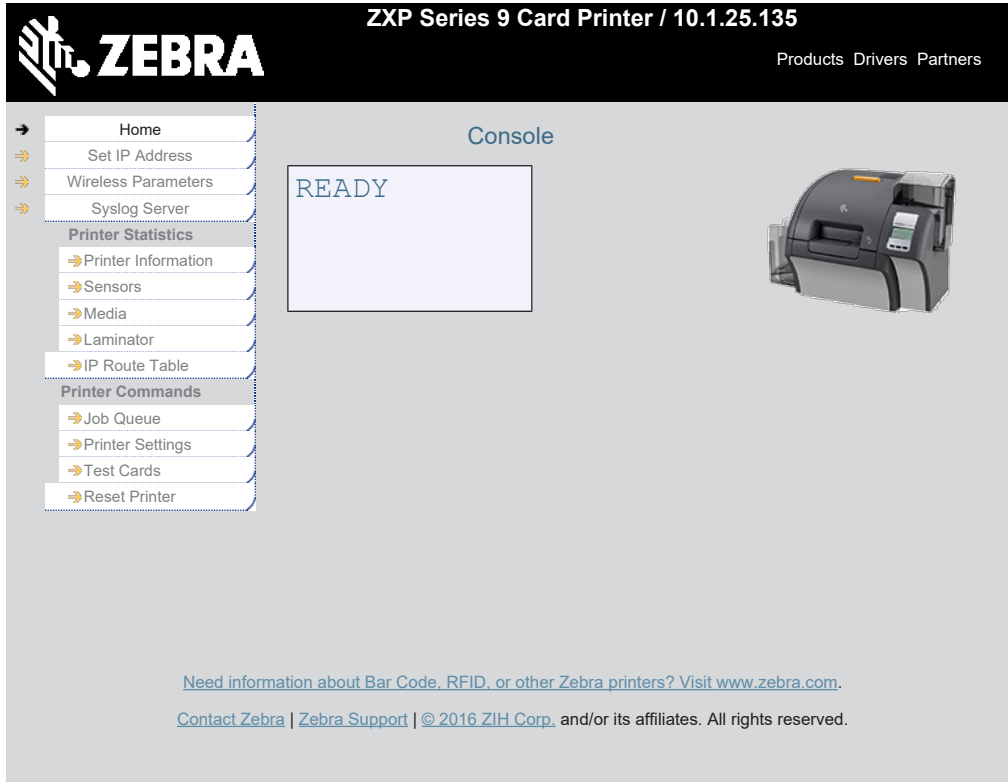 ZXP Series 9 Card Printer / 10.1.25.135
ZEBRA
Products Drivers Partners
Home
Set IP Address
Wireless Parameters
Syslog Server
Printer Statistics
Printer Information
Sensors
Media
Laminator
IP Route Table
Printer Commands
Job Queue
Printer Settings
Test Cards
Reset Printer
Console
READY
Need information about Bar Code, RFID, or other Zebra printers? Visit www.zebra.com.
Contact Zebra | Zebra Support | © 2016 ZIH Corp. and/or its affiliates. All rights reserved.